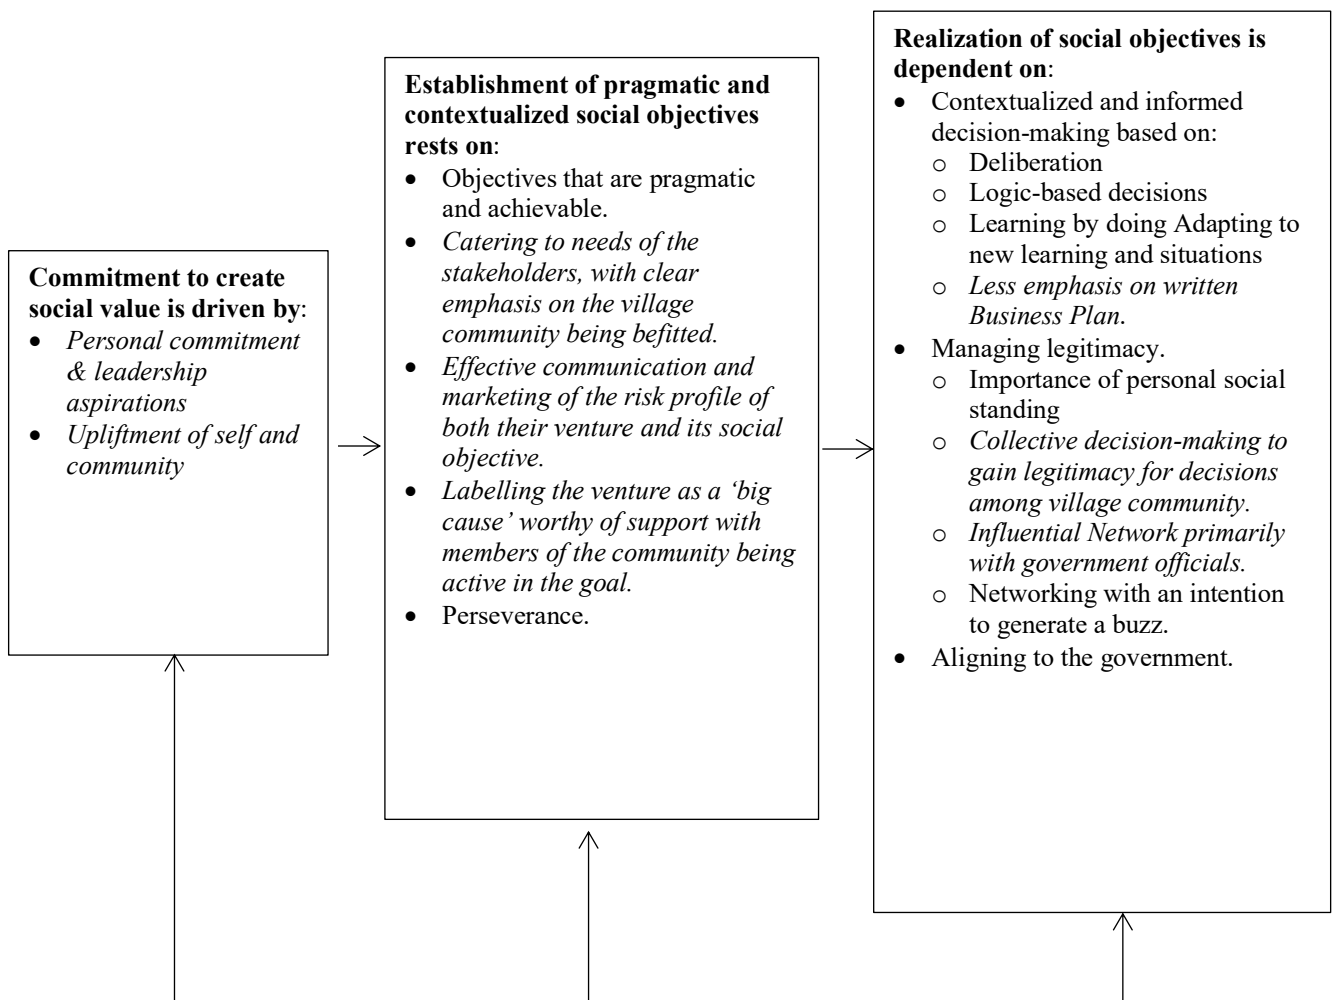 Commitment to create
social value is driven by:
• Personal commitment
& leadership
aspirations
• Upliftment of self and
community
Establishment of pragmatic and
contextualized social objectives
rests on:
• Objectives that are pragmatic
and achievable.
• Catering to needs of the
stakeholders, with clear
emphasis on the village
community being befitted.
• Effective communication and
marketing of the risk profile of
both their venture and its social
objective.
• Labelling the venture as a ‘big
cause’ worthy of support with
members of the community being
active in the goal.
• Perseverance.
Realization of social objectives is
dependent on:
• Contextualized and informed
decision-making based on:
o Deliberation
o Logic-based decisions
o Learning by doing Adapting to
new learning and situations
o Less emphasis on written
Business Plan.
• Managing legitimacy.
o Importance of personal social
standing
o Collective decision-making to
gain legitimacy for decisions
among village community.
o Influential Network primarily
with government officials.
o Networking with an intention
to generate a buzz.
• Aligning to the government.